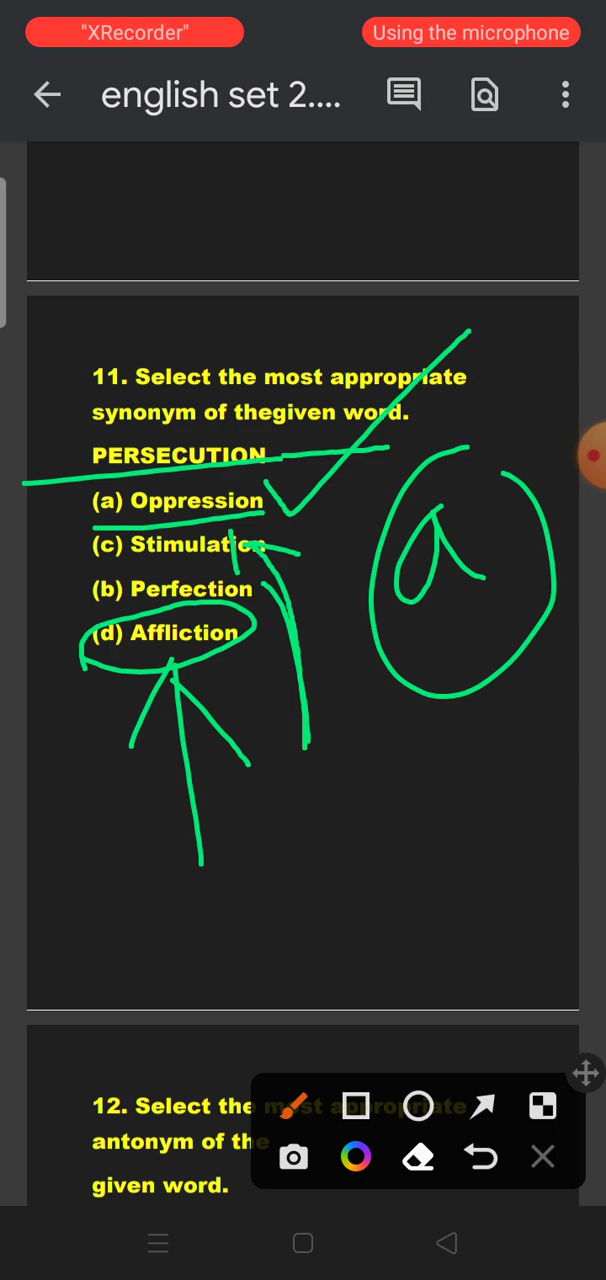 "XRecorder"
Using the microphone
english set 2....
11. Select the most appropriate
synonym of thegiven word.
PERSECUTION
(a) Oppression
(c) Stimulation
(b) Perfection
(d) Affliction
a
12. Select the most appropriate
antonym of the
given word.